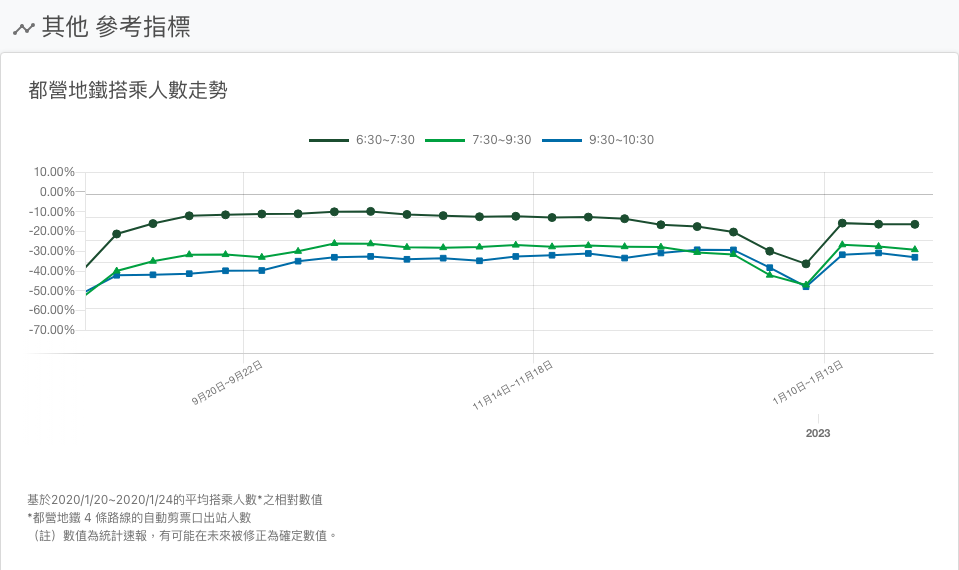 其他 參考指標
都營地鐵搭乘人數走勢
6:30~7:30 7:30~9:30 9:30~10:30
10.00%
0.00%
-10.00%
-20.00%
-30.00%
-40.00%
-50.00%
-60.00%
-70.00%
9月20日~9月22日
11月14日~11月18日
1月10日~1月13日
2023
基於2020/1/20~2020/1/24的平均搭乘人數*之相對數值
*都營地鐵 4 條路線的自動剪票口出站人數
（註）數值為統計速報，有可能在未來被修正為確定數值。